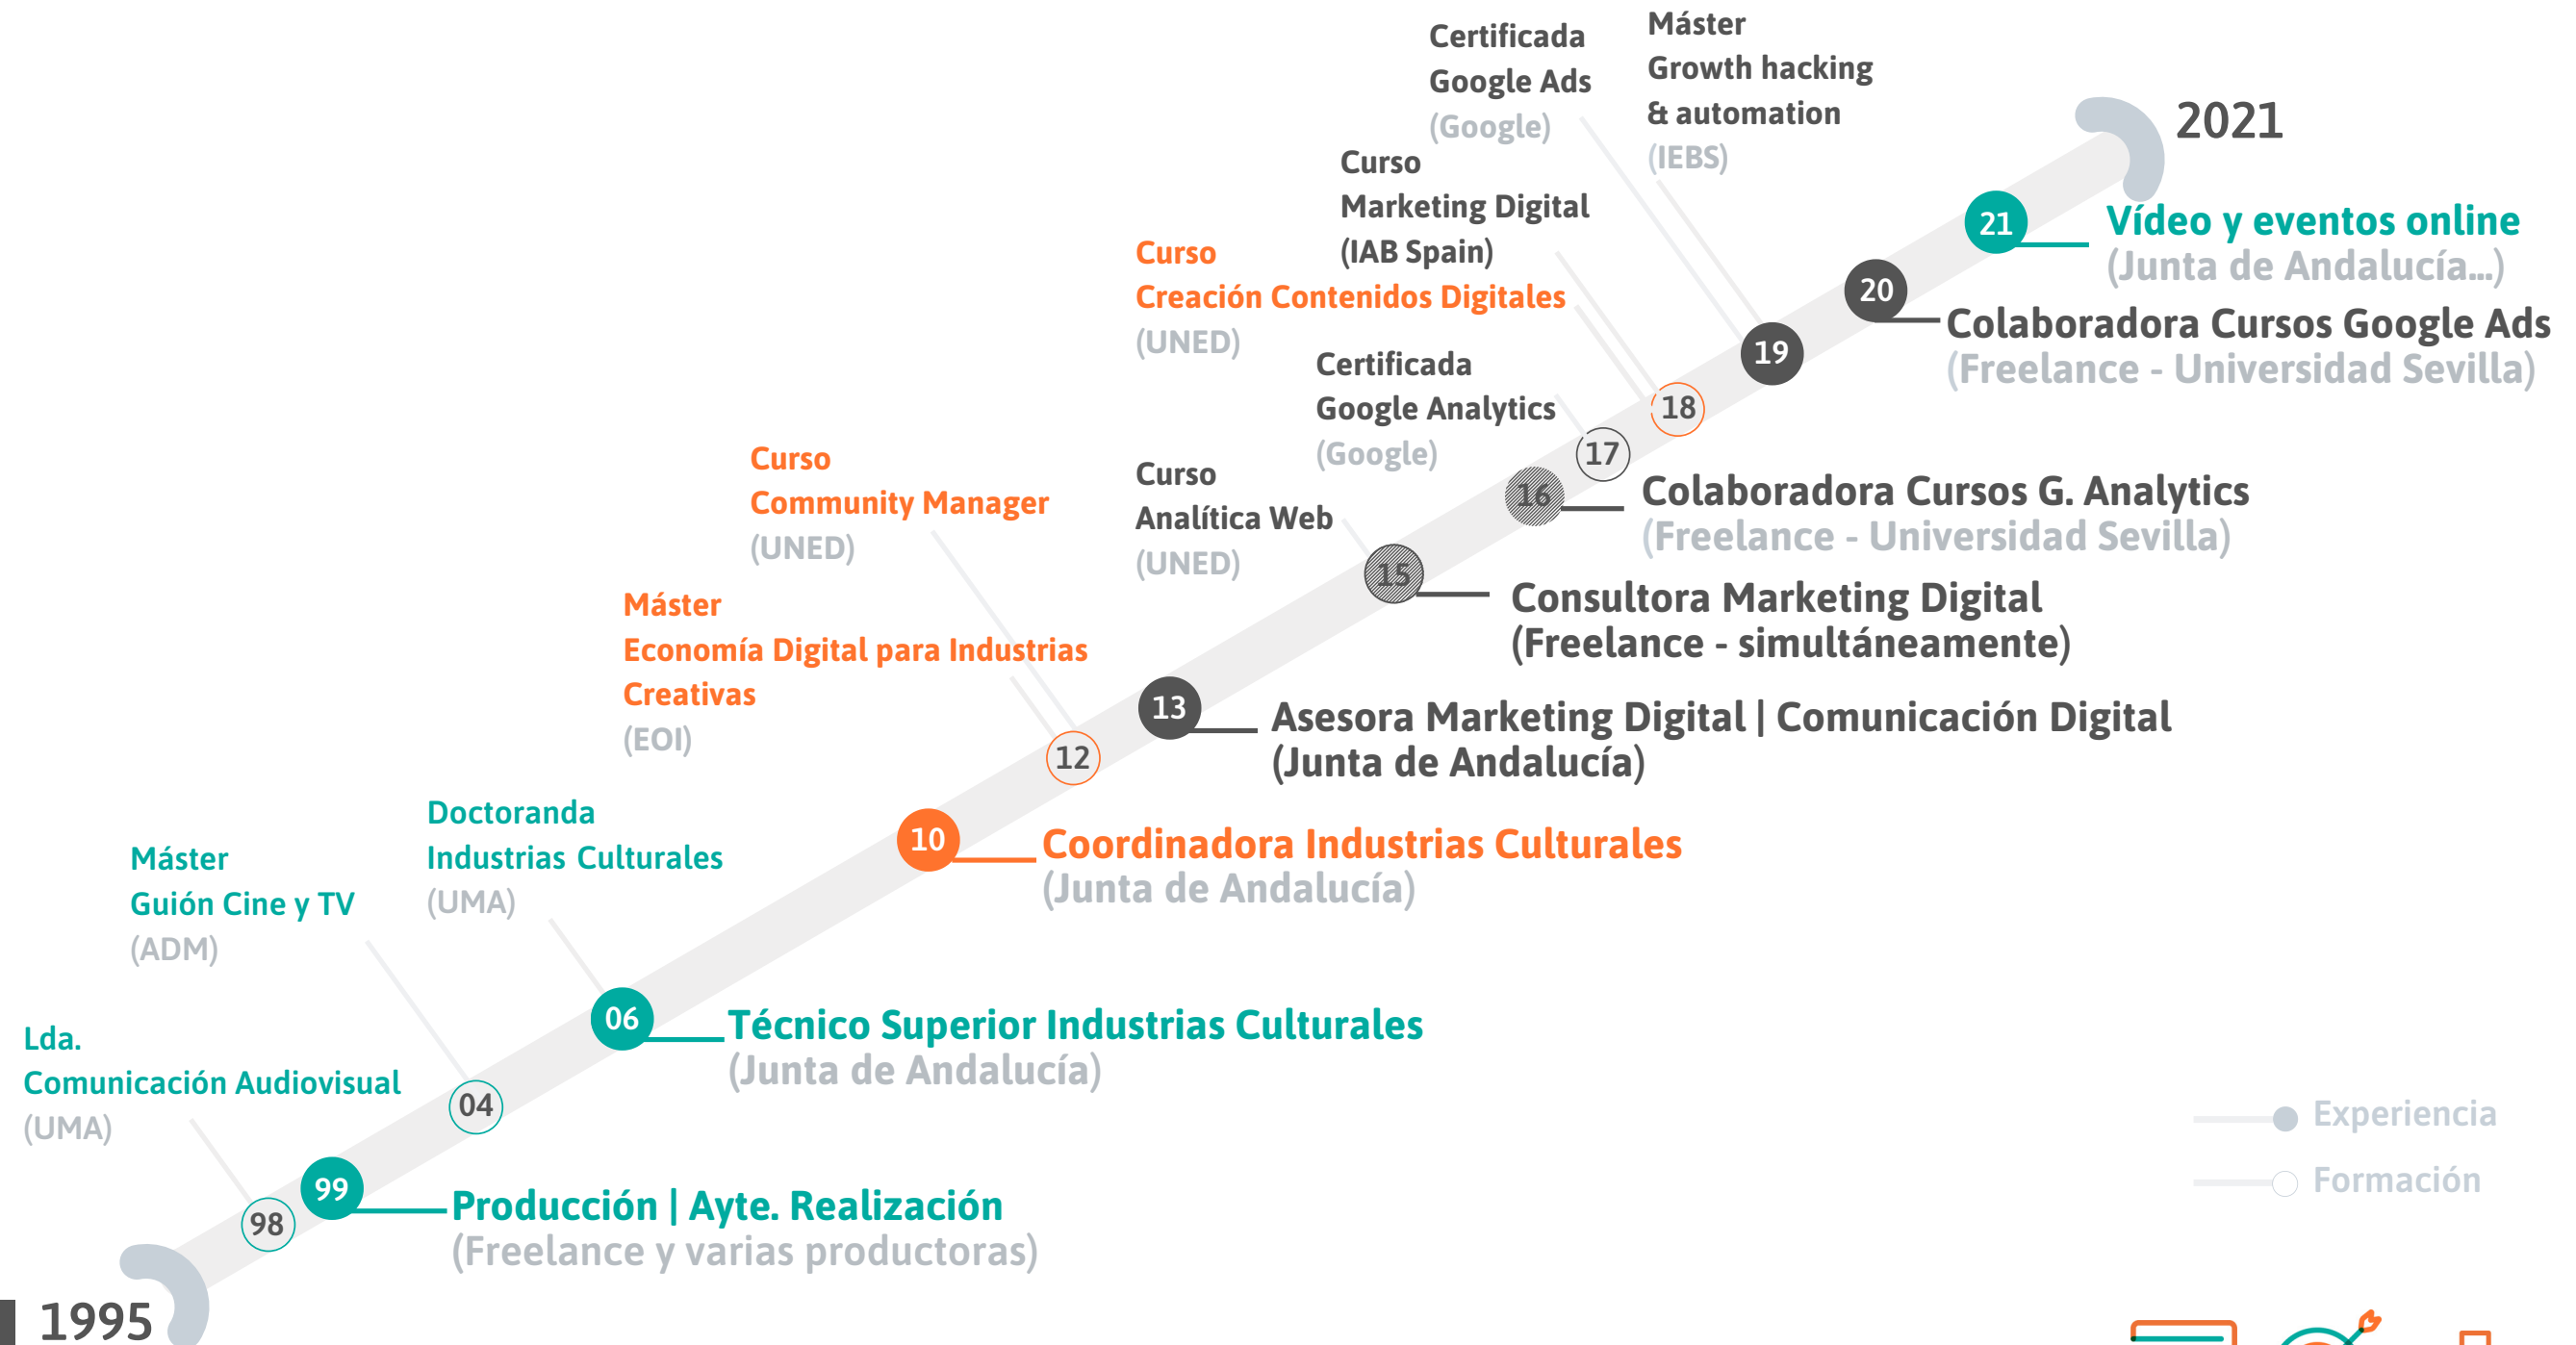 Certificada
Google Ads
(Google)
Máster
Growth hacking
& automation
(IEBS)
2021
Curso
Marketing Digital
(IAB Spain)
Curso
Creación Contenidos Digitales
(UNED)
21
Vídeo y eventos online
(Junta de Andalucía...)
20
Colaboradora Cursos Google Ads
(Freelance - Universidad Sevilla)
19
Certificada
Google Analytics
(Google)
18
17
Curso
Community Manager
(UNED)
Curso
Analítica Web
(UNED)
16
Colaboradora Cursos G. Analytics
(Freelance - Universidad Sevilla)
15
Consultora Marketing Digital
(Freelance - simultáneamente)
Máster
Economía Digital para Industrias
Creativas
(EOI)
13
Asesora Marketing Digital | Comunicación Digital
(Junta de Andalucía)
12
10
Coordinadora Industrias Culturales
(Junta de Andalucía)
Doctoranda
Industrias Culturales
(UMA)
Máster
Guión Cine y TV
(ADM)
06
Técnico Superior Industrias Culturales
(Junta de Andalucía)
Lda.
Comunicación Audiovisual
(UMA)
04
99
Producción | Ayte. Realización
(Freelance y varias productoras)
98
1995
Experiencia
Formación